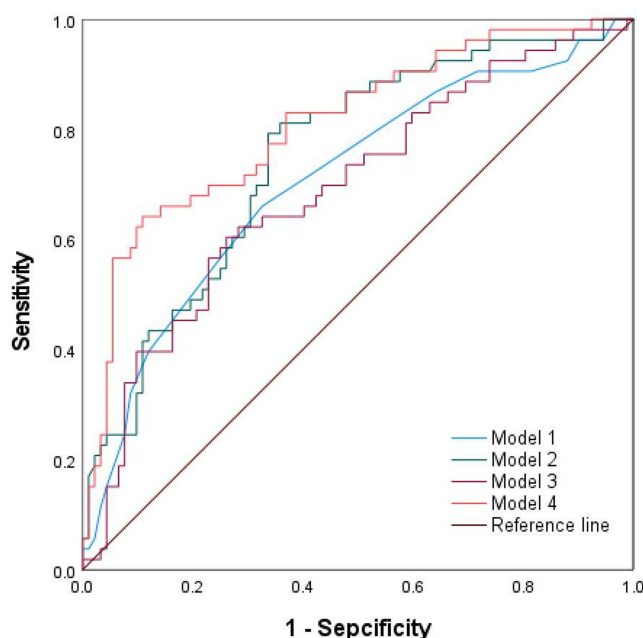 1.0
0.8
0.6
0.4
0.2
0.0
Sensitivity
Model 1
Model 2
Model 3
Model 4
Reference line
0.0 0.2 0.4 0.6 0.8 1.0
1 - Sepcificity